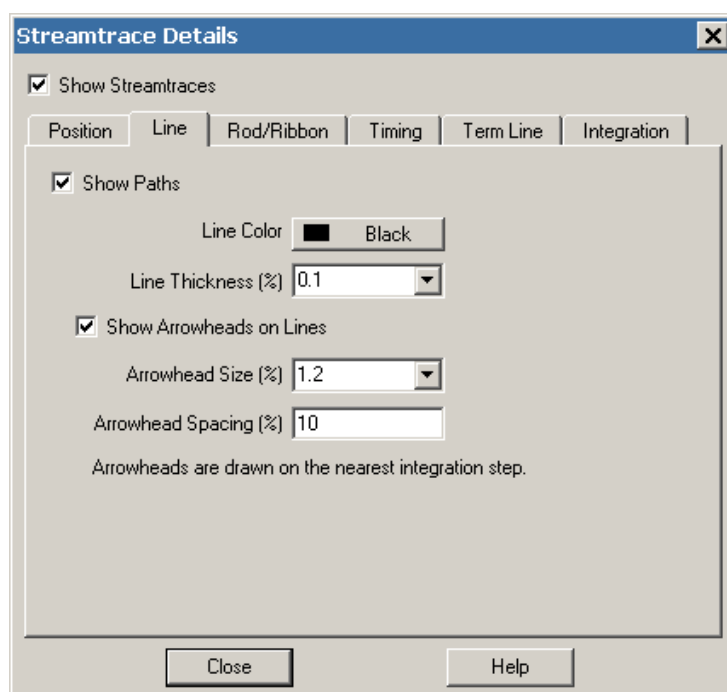 Streamtrace Details
Show Streamtraces
Position Line Rod/Ribbon Timing Term Line Integration
Show Paths
Line Color Black
Line Thickness (%) 0.1
Show Arrowheads on Lines
Arrowhead Size (%) 1.2
Arrowhead Spacing (%) 10
Arrowheads are drawn on the nearest integration step.
Close Help